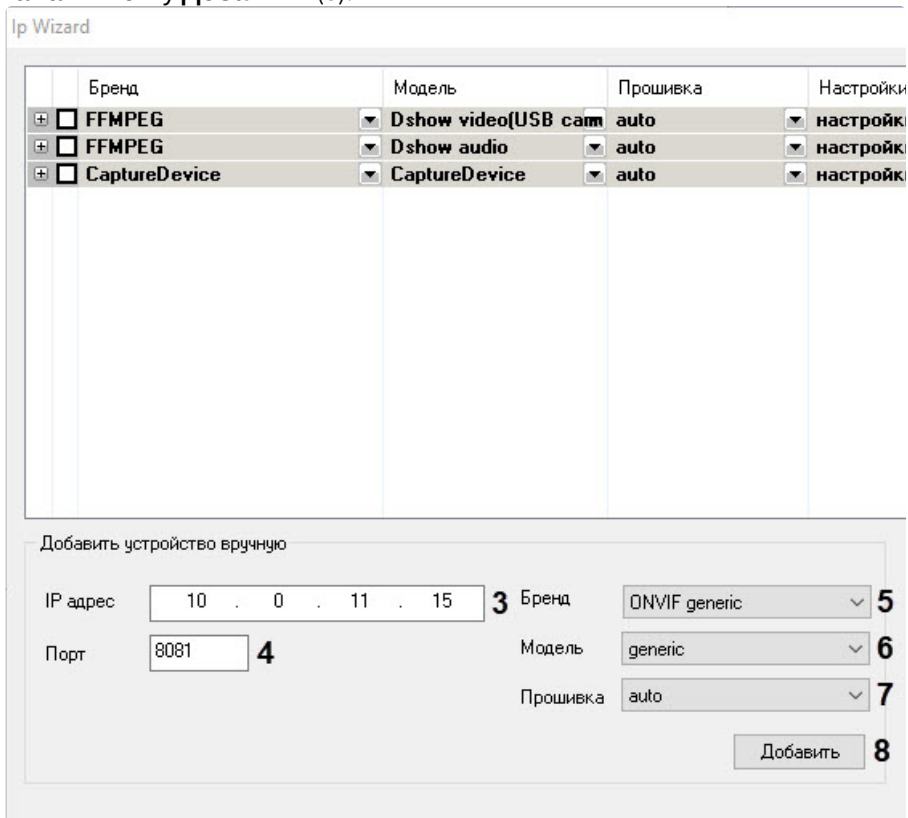 Ip Wizard
Бренд Модель Прошивка Настройки
FFMPEG Dshow video(USB cam auto настройки
FFMPEG Dshow audio auto настройки
CaptureDevice CaptureDevice auto настройки
Добавить устройство вручную
IP адрес 10 . 0 . 11 . 15 3 Бренд ONVIF generic 5
Порт 8081 4 Модель generic 6
Прошивка auto 7
Добавить 8